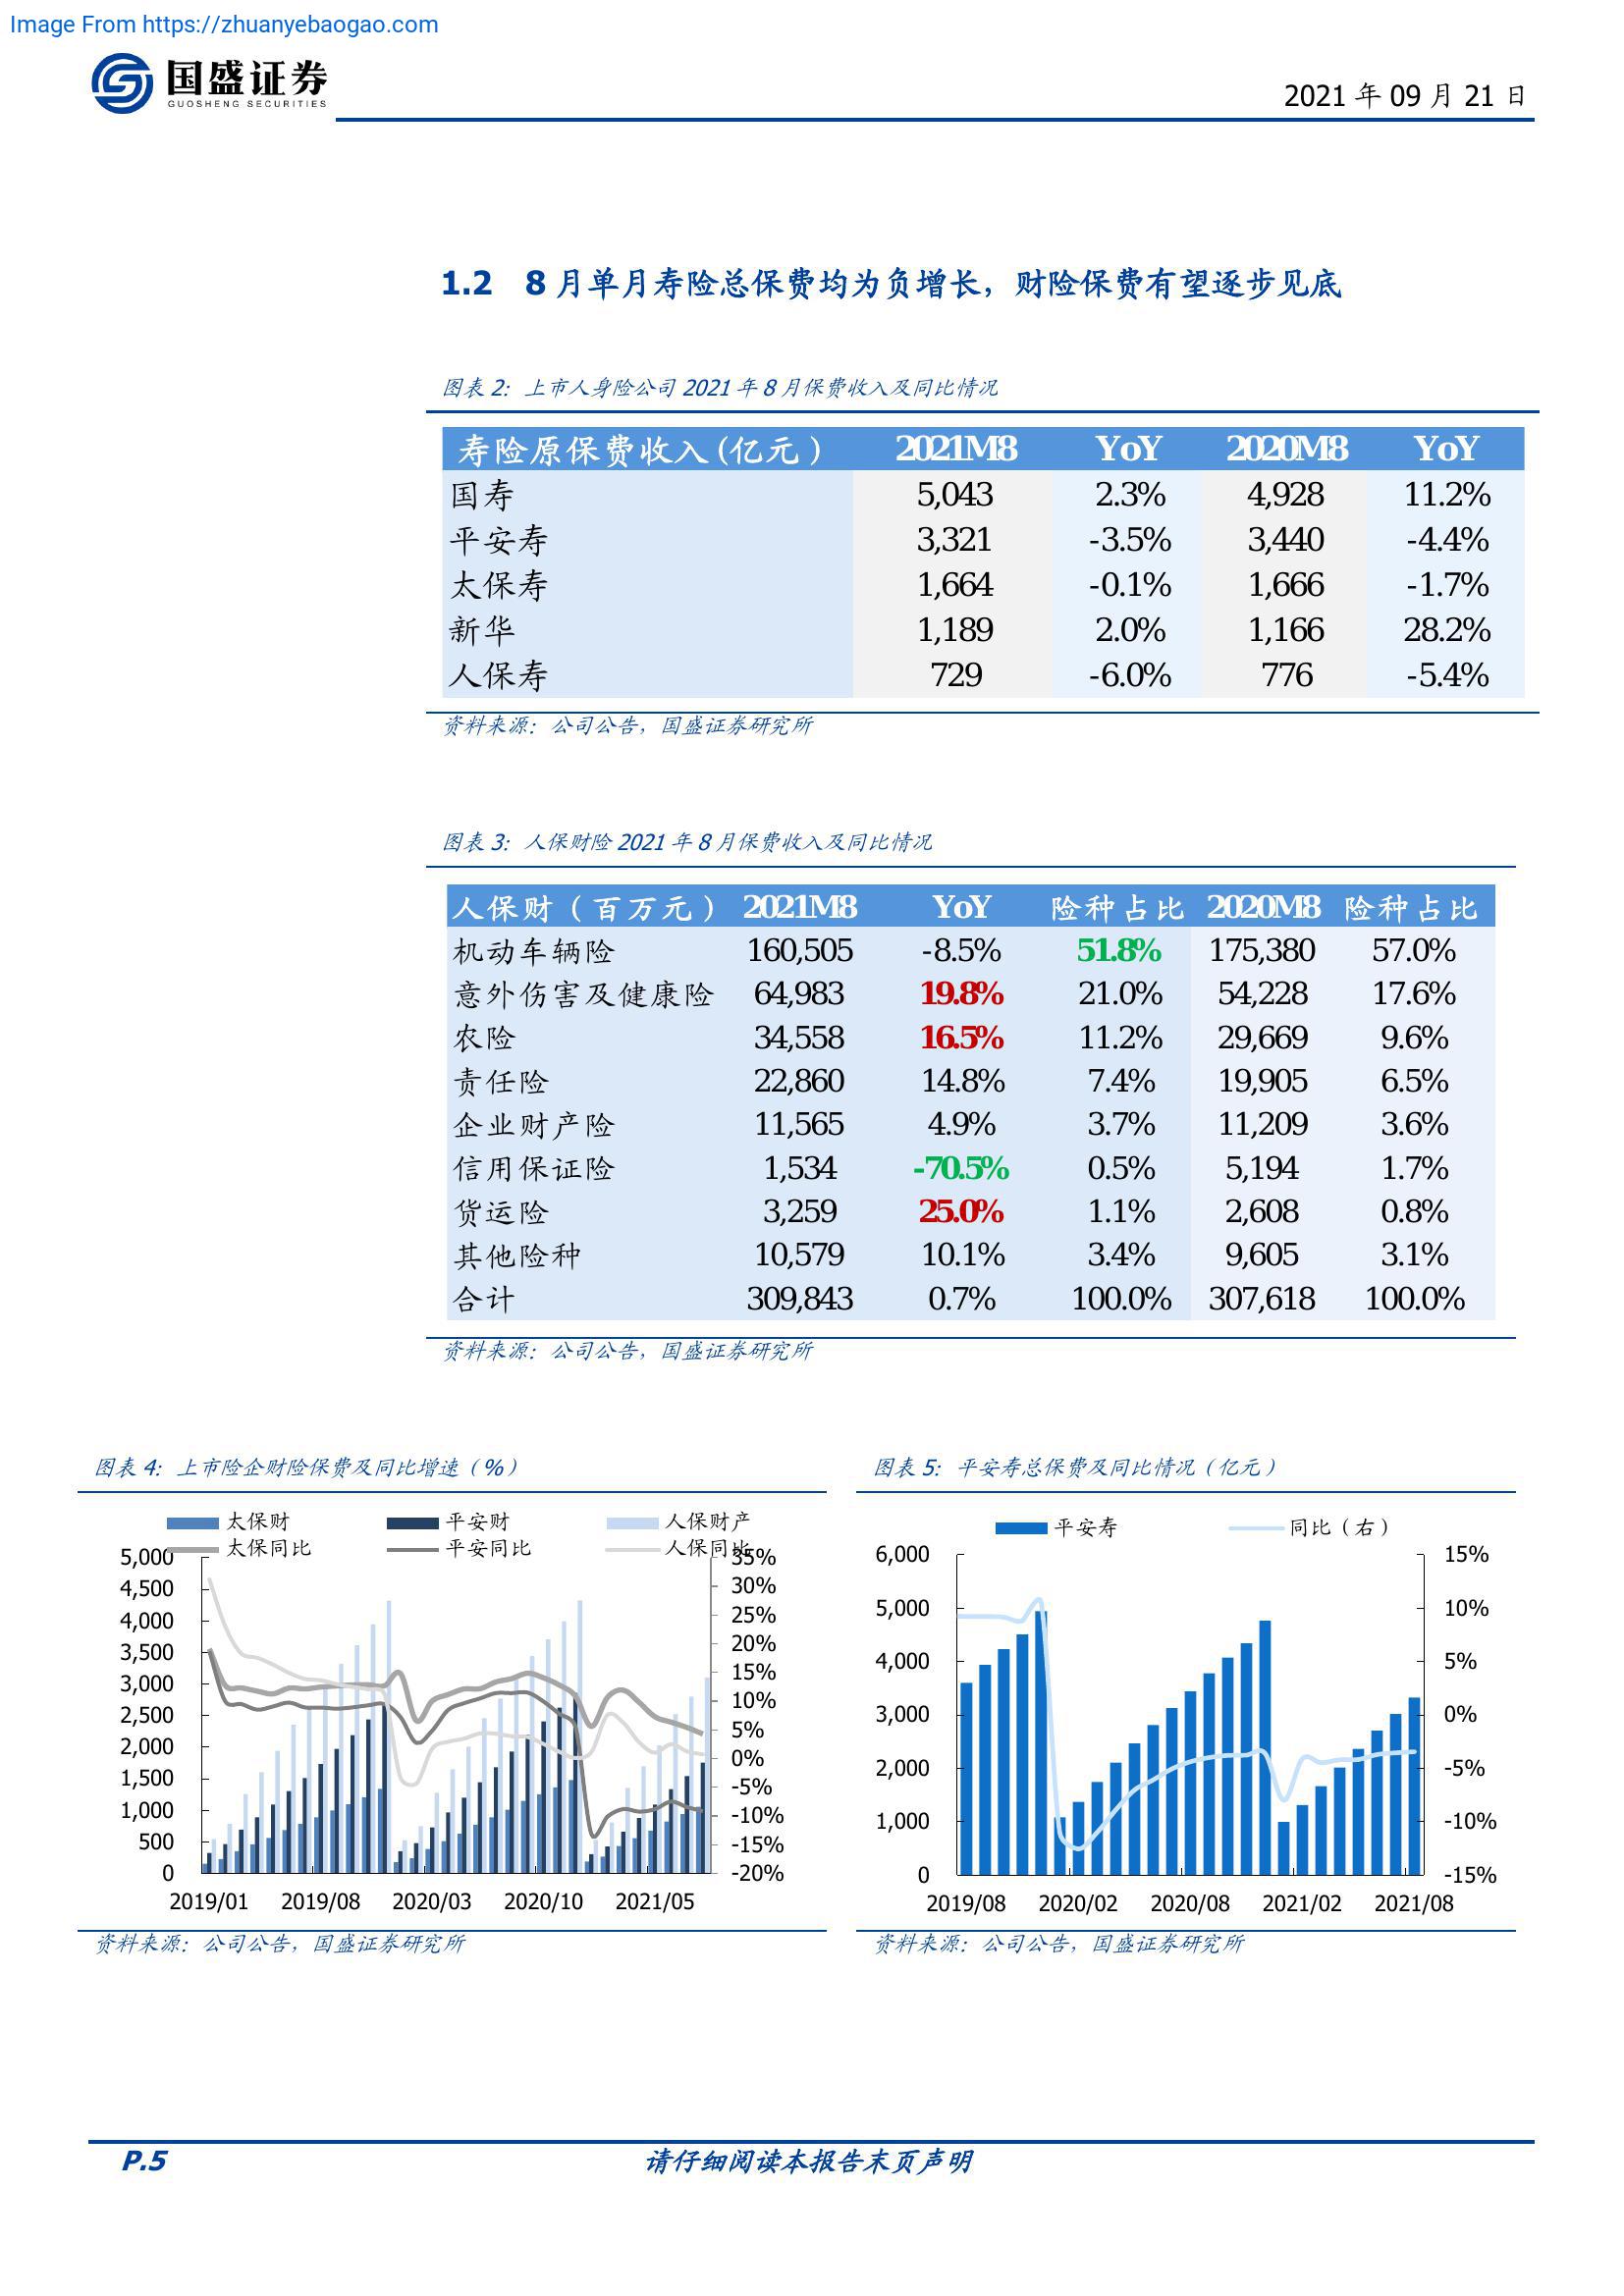 Image From https://zhuanyebaogao.com
国盛证券
GUOSHENG SECURITIES
2021 年 09 月 21 日
1.2 8 月单月寿险总保费均为负增长，财险保费有望逐步见底
图表 2：上市人身险公司 2021 年 8 月保费收入及同比情况
寿险原保费收入(亿元） 2021M8 YoY 2020M8 YoY
国寿 5,043 2.3% 4,928 11.2%
平安寿 3,321 -3.5% 3,440 -4.4%
太保寿 1,664 -0.1% 1,666 -1.7%
新华 1,189 2.0% 1,166 28.2%
人保寿 729 -6.0% 776 -5.4%
资料来源：公司公告，国盛证券研究所
图表 3：人保财险 2021 年 8 月保费收入及同比情况
人保财（百万元） 2021M8 YoY 险种占比 2020M8 险种占比
机动车辆险 160,505 -8.5% 51.8% 175,380 57.0%
意外伤害及健康险 64,983 19.8% 21.0% 54,228 17.6%
农险 34,558 16.5% 11.2% 29,669 9.6%
责任险 22,860 14.8% 7.4% 19,905 6.5%
企业财产险 11,565 4.9% 3.7% 11,209 3.6%
信用保证险 1,534 -70.5% 0.5% 5,194 1.7%
货运险 3,259 25.0% 1.1% 2,608 0.8%
其他险种 10,579 10.1% 3.4% 9,605 3.1%
合计 309,843 0.7% 100.0% 307,618 100.0%
资料来源：公司公告，国盛证券研究所
图表 4：上市险企财险保费及同比增速（%）
太保财 平安财 人保财产
太保同比 平安同比 人保同比
5,000 35%
4,500 30%
4,000 25%
3,500 20%
3,000 15%
2,500 10%
2,000 5%
1,500 0%
1,000 -5%
500 -10%
0 -15%
-20%
2019/01 2019/08 2020/03 2020/10 2021/05
资料来源：公司公告，国盛证券研究所
图表 5：平安寿总保费及同比情况（亿元）
平安寿 同比（右）
6,000 15%
5,000 10%
4,000 5%
3,000 0%
2,000 -5%
1,000 -10%
0 -15%
2019/08 2020/02 2020/08 2021/02 2021/08
资料来源：公司公告，国盛证券研究所
P.5 请仔细阅读本报告末页声明